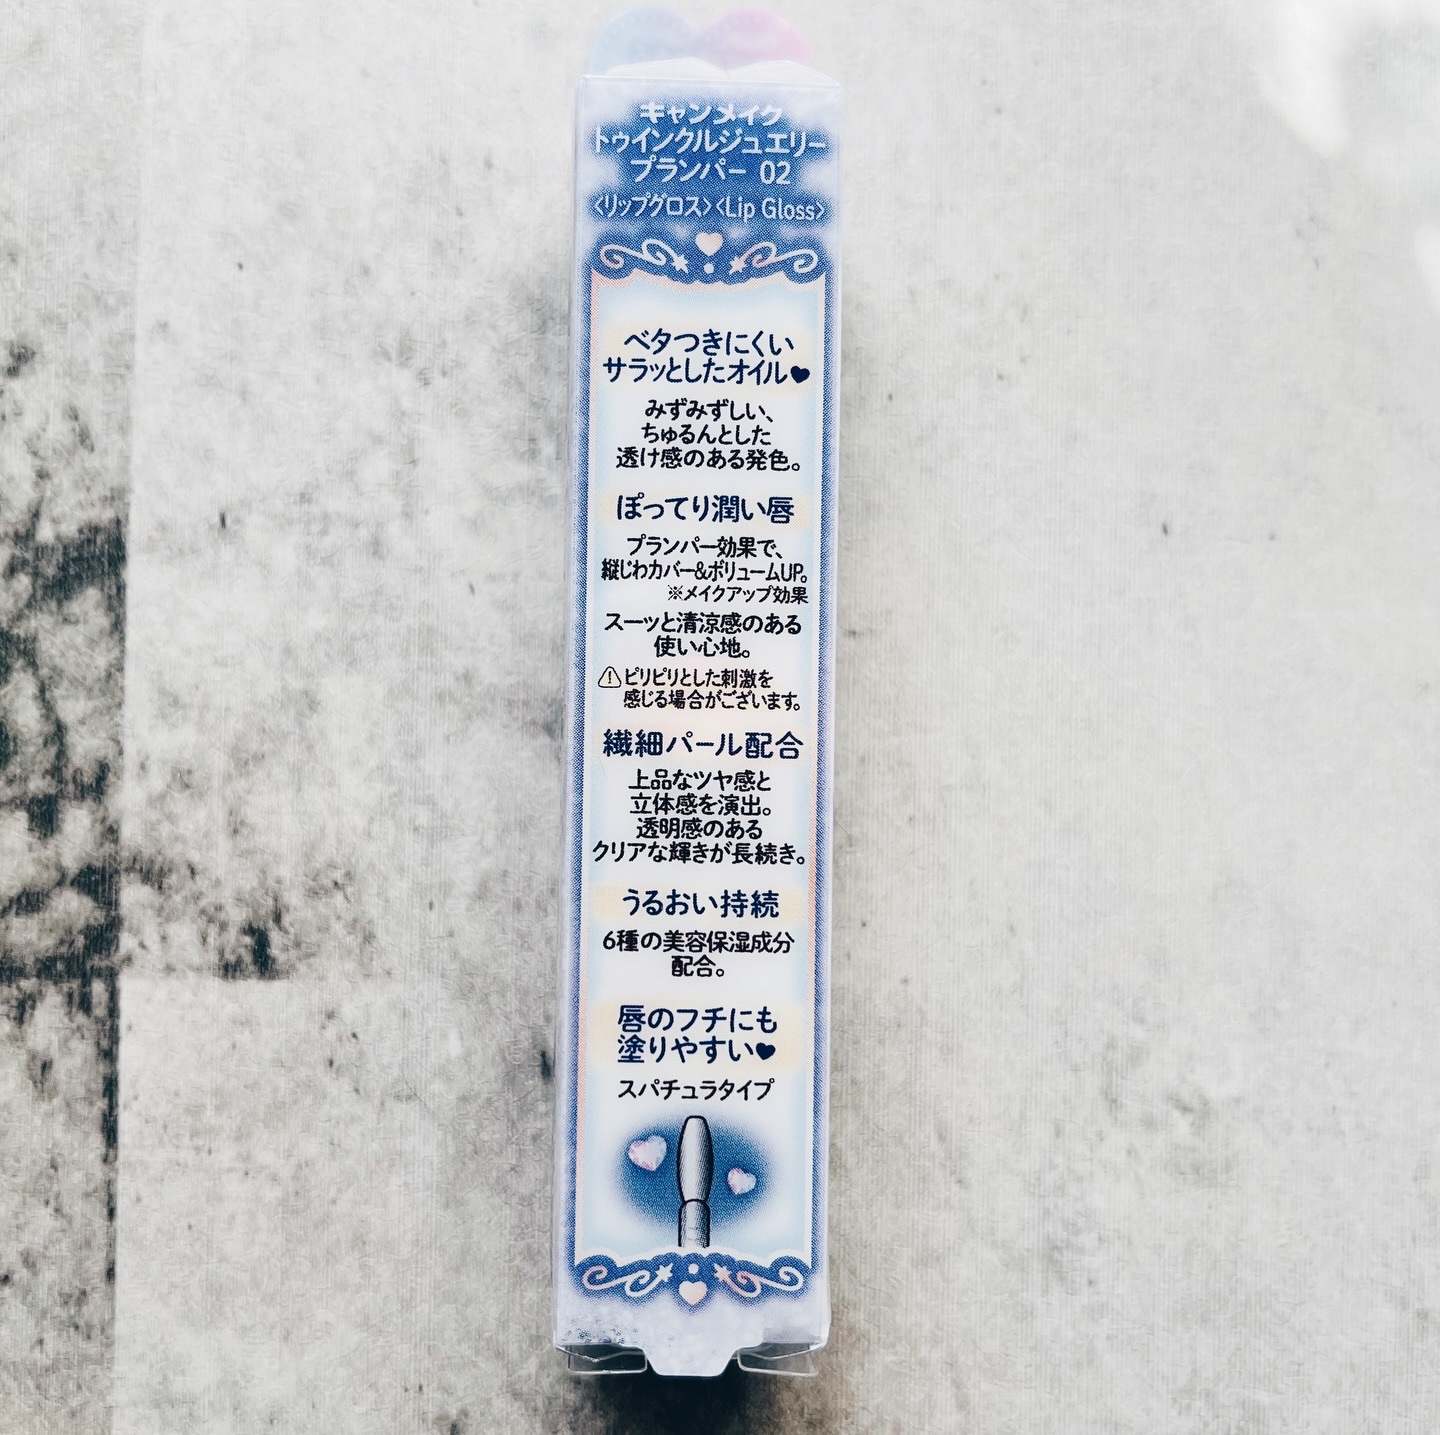 キャンメイク
トゥインクルジュエリー
プランパー 02
〈リップグロス〉〈Lip Gloss〉
ベタつきにくい
サラッとしたオイル♥
みずみずしい、
ちゅるんとした
透け感のある発色。
ぽってり潤い唇
プランパー効果で、
縦じわカバー&ボリュームUP。
※メイクアップ効果
スーッと清涼感のある
使い心地。
⚠ピリピリとした刺激を
感じる場合がございます。
繊細パール配合
上品なツヤ感と
立体感を演出。
透明感のある
クリアな輝きが長続き。
うるおい持続
6種の美容保湿成分
配合。
唇のフチにも
塗りやすい♥
スパチュラタイプ